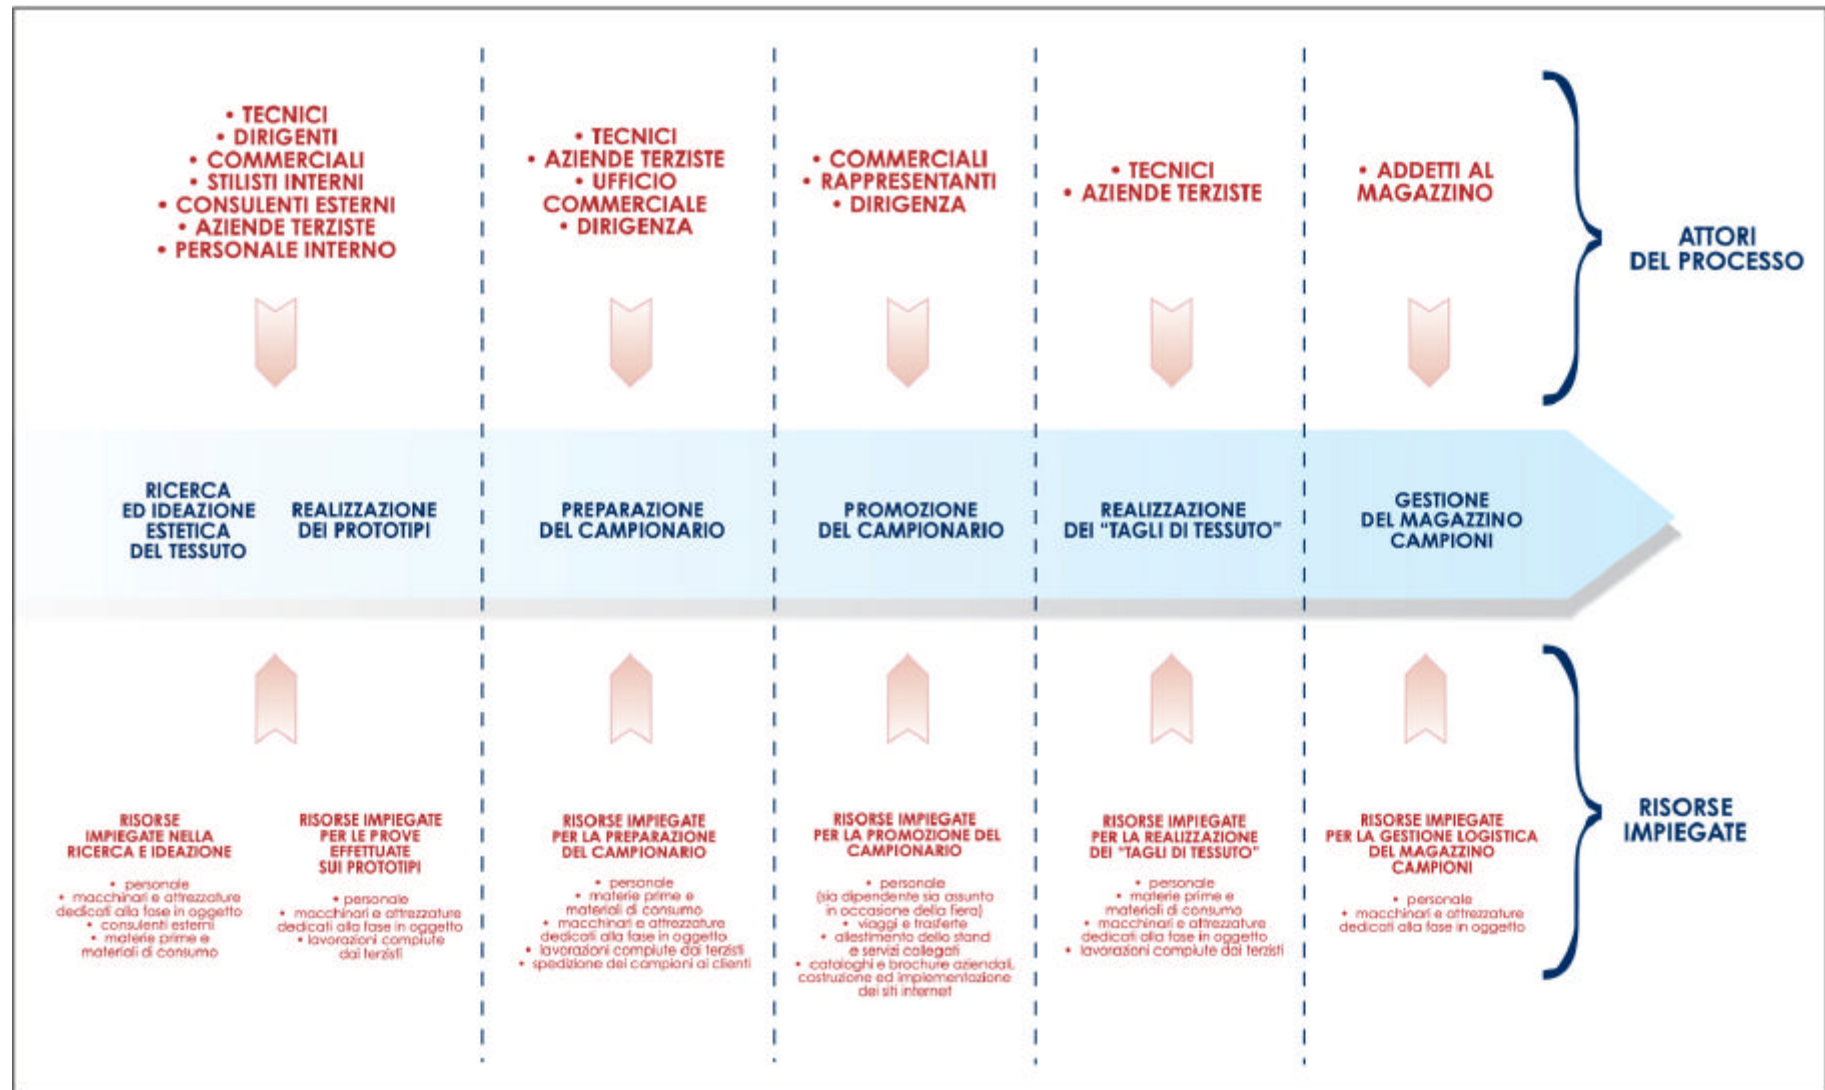 • TECNICI
• DIRIGENTI
• COMMERCIALI
• STILISTI INTERNI
• CONSULENTI ESTERNI
• AZIENDE TERZISTE
• PERSONALE INTERNO
• TECNICI
• AZIENDE TERZISTE
• UFFICIO
COMMERCIALE
• DIRIGENZA
• COMMERCIALI
• RAPPRESENTANTI
• DIRIGENZA
• TECNICI
• AZIENDE TERZISTE
• ADDETTI AL
MAGAZZINO
ATTORI
DEL PROCESSO
RICERCA
ED IDEAZIONE
ESTETICA
DEL TESSUTO
REALIZZAZIONE
DEI PROTOTIPI
PREPARAZIONE
DEL CAMPIONARIO
PROMOZIONE
DEL CAMPIONARIO
REALIZZAZIONE
DEI "TAGLI DI TESSUTO"
GESTIONE
DEL MAGAZZINO
CAMPIONI
RISORSE
IMPIEGATE NELLA
RICERCA E IDEAZIONE
• personale
• macchinari e attrezzature
dedicati alla fase in oggetto
• consulenti esterni
• materie prime e
materiali di consumo
RISORSE IMPIEGATE
PER LE PROVE
EFFETTUATE
SUI PROTOTIPI
• personale
• macchinari e attrezzature
dedicati alla fase in oggetto
• lavorazioni compiute
dai terzisti
RISORSE IMPIEGATE
PER LA PREPARAZIONE
DEL CAMPIONARIO
• personale
• materie prime e
materiali di consumo
• macchinari e attrezzature
dedicati alla fase in oggetto
• lavorazioni compiute dai terzisti
• spedizione dei campioni ai clienti
RISORSE IMPIEGATE
PER LA PROMOZIONE DEL
CAMPIONARIO
• personale
(sia dipendente sia assunto
in occasione della fiera)
• viaggi e trasferte
• allestimento dello stand
e servizi collegati
• cataloghi e brochure aziendali,
costruzione ed implementazione
dei siti internet
RISORSE IMPIEGATE
PER LA REALIZZAZIONE
DEI "TAGLI DI TESSUTO"
• personale
• materie prime e
materiali di consumo
• macchinari e attrezzature
dedicati alla fase in oggetto
• lavorazioni compiute dai terzisti
RISORSE IMPIEGATE
PER LA GESTIONE LOGISTICA
DEL MAGAZZINO
CAMPIONI
• personale
• macchinari e attrezzature
dedicati alla fase in oggetto
RISORSE
IMPIEGATE